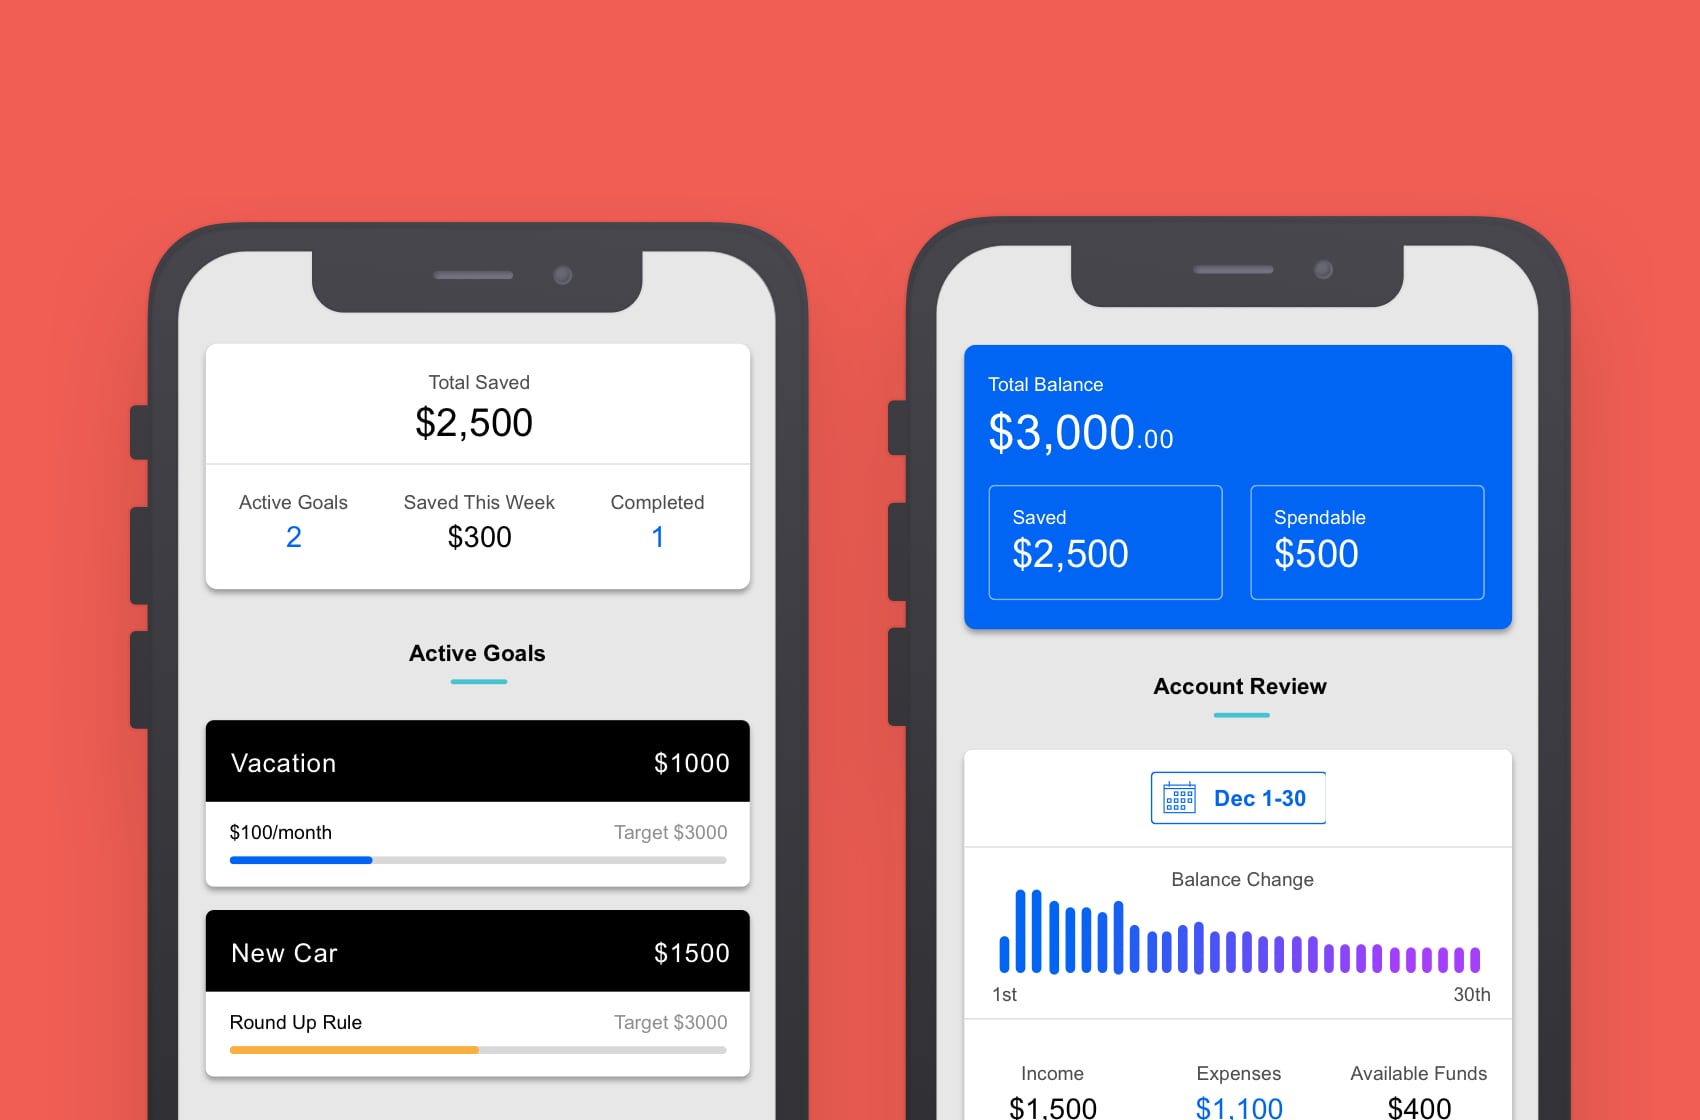 Total Saved
$2,500
Active Goals Saved This Week Completed
2 $300 1
Active Goals
Vacation $1000
$100/month Target $3000
New Car $1500
Round Up Rule Target $3000
Total Balance
$3,000.00
Saved Spendable
$2,500 $500
Account Review
Dec 1-30
Balance Change
1st 30th
Income Expenses Available Funds
$1,500 $1,100 $400